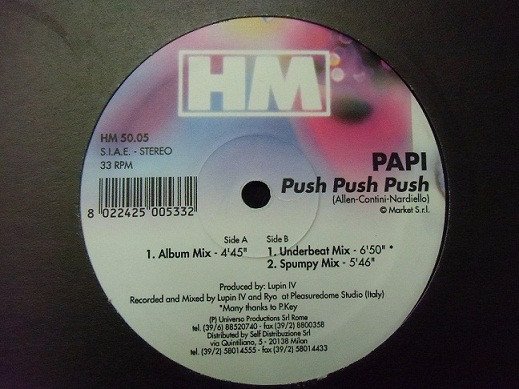 HM
HM 50.05
S.I.A.E. - STEREO
33 RPM
PAPI
Push Push Push
(Allen-Contini-Nardiello)
© Market S.r.l.
8 022425 005332
Side A
1. Album Mix - 4'45"
Side B
1. Underbeat Mix - 6'50" *
2. Spumpy Mix - 5'46"
Produced by: Lupin IV
Recorded and Mixed by Lupin IV and Ryo at Pleasuredome Studio (Italy)
*Many thanks to P.Key
(P) Universo Productions Srl Rome
tel. (39/6) 88520740 - fax (39/2) 8800358
Distributed by Self Distribuzione Srl
via Quintiliano, 5 - 20138 Milan
tel. (39/2) 58014555 - fax (39/2) 58014433